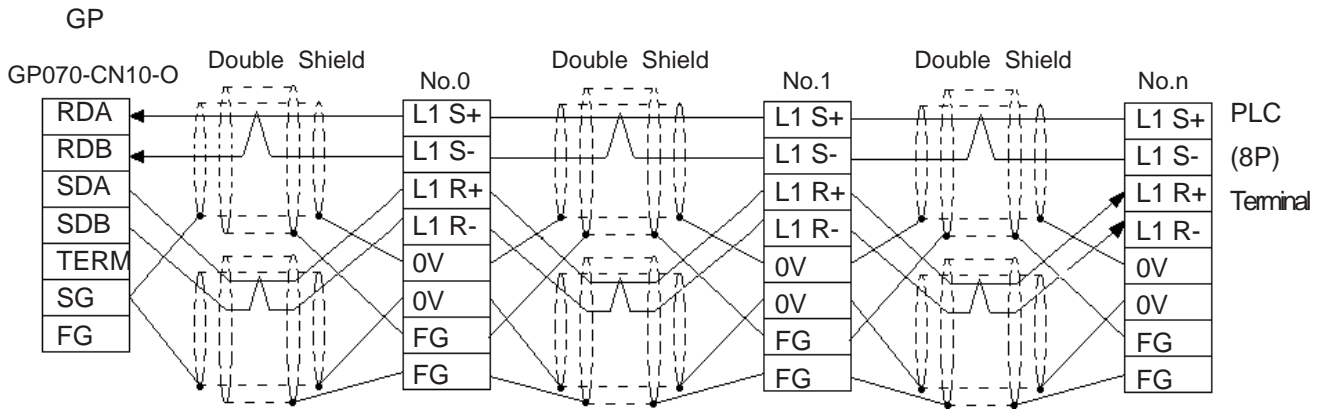 GP
GP070-CN10-O
RDA
RDB
SDA
SDB
TERM
SG
FG
Double Shield
No.0
L1 S+
L1 S-
L1 R+
L1 R-
0V
0V
FG
FG
Double Shield
No.1
L1 S+
L1 S-
L1 R+
L1 R-
0V
0V
FG
FG
Double Shield
No.n
L1 S+
L1 S-
L1 R+
L1 R-
0V
0V
FG
FG
PLC
(8P)
Terminal